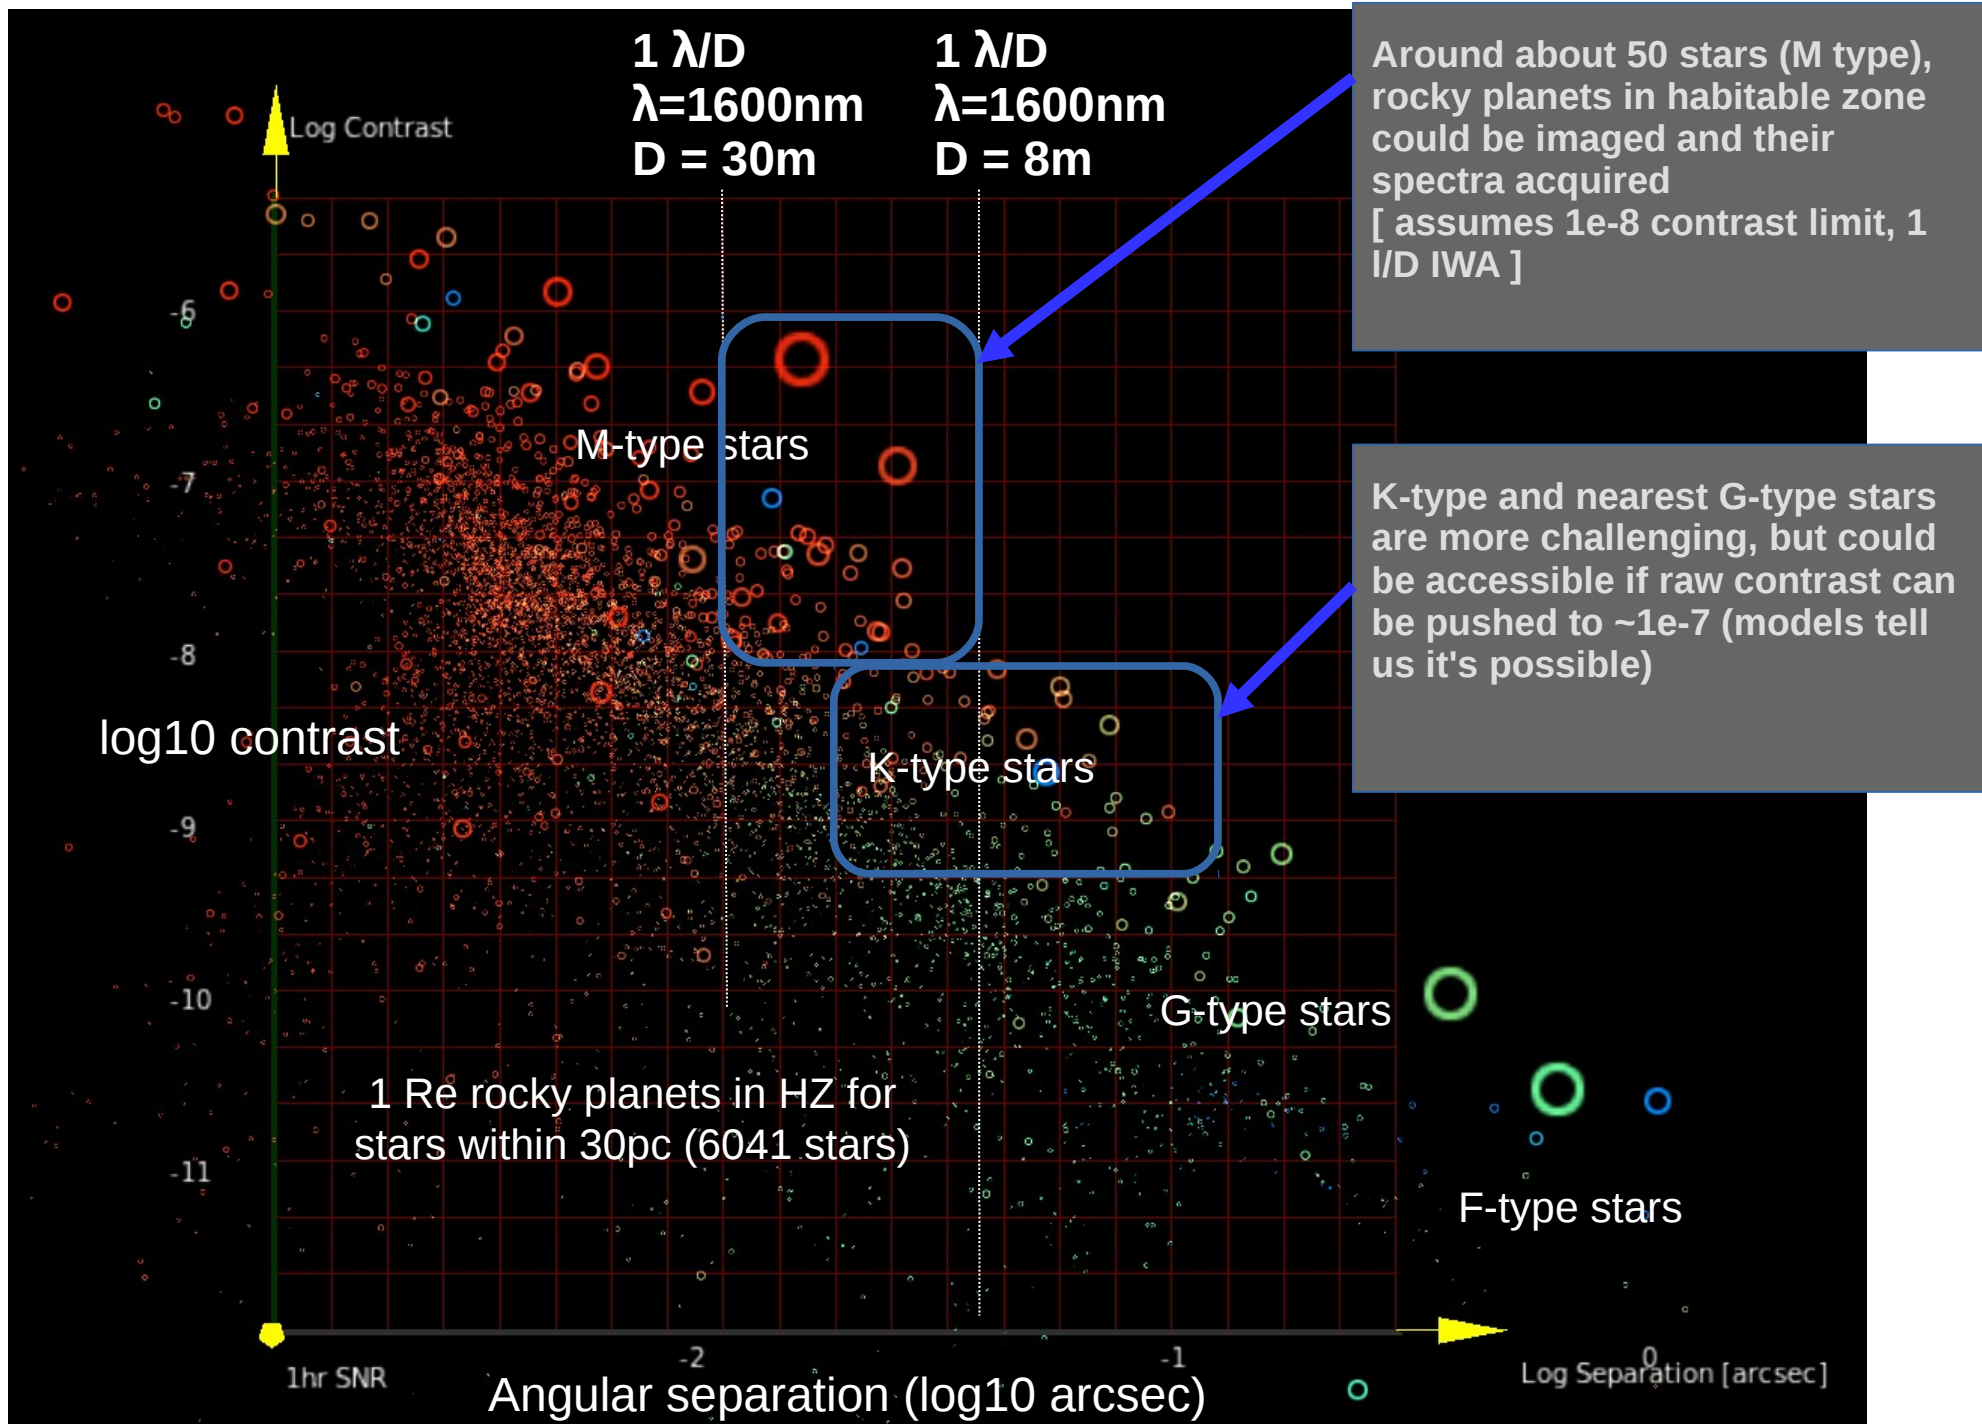 1 λ/D
λ=1600nm
D = 30m
1 λ/D
λ=1600nm
D = 8m
Around about 50 stars (M type),
rocky planets in habitable zone
could be imaged and their
spectra acquired
[ assumes 1e-8 contrast limit, 1
l/D IWA ]
Log Contrast
-6
M-type stars
-7
K-type and nearest G-type stars
are more challenging, but could
be accessible if raw contrast can
be pushed to ~1e-7 (models tell
us it's possible)
-8
log10 contrast
K-type stars
-9
-10
G-type stars
1 Re rocky planets in HZ for
stars within 30pc (6041 stars)
-11
F-type stars
-2
-1
0
1hr SNR
Log Separation [arcsec]
Angular separation (log10 arcsec)